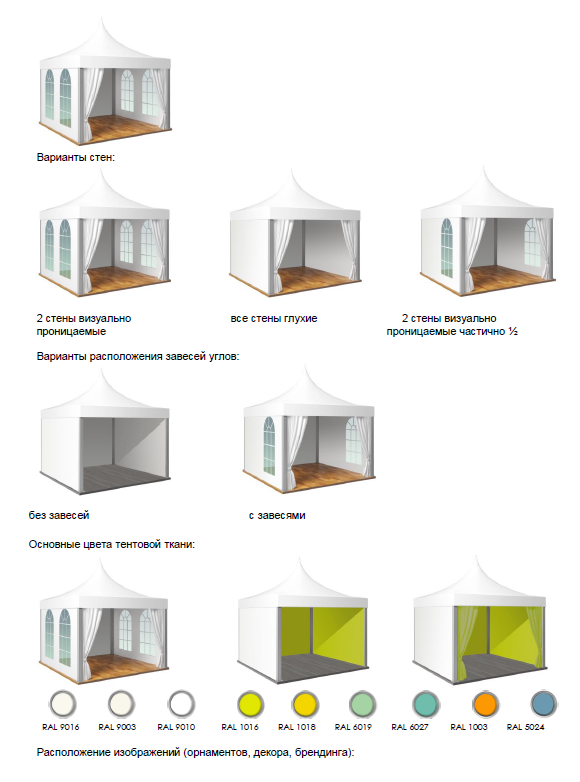 Варианты стен:
2 стены визуально
проницаемые
все стены глухие
2 стены визуально
проницаемые частично ½
Варианты расположения завесей углов:
без завесей
с завесями
Основные цвета тентовой ткани:
RAL 9016 RAL 9003 RAL 9010 RAL 1016 RAL 1018 RAL 6019 RAL 6027 RAL 1003 RAL 5024
Расположение изображений (орнаментов, декора, брендинга):